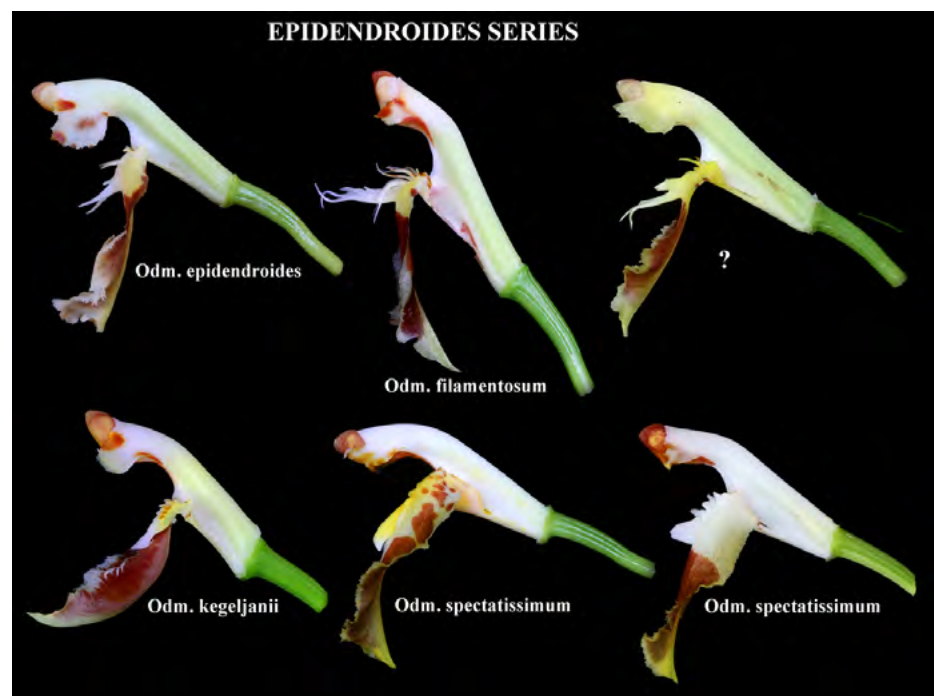 EPIDENDROIDES SERIES
Odm. epidendroides
?
Odm. filamentosum
Odm. kegeljanii
Odm. spectatissimum
Odm. spectatissimum